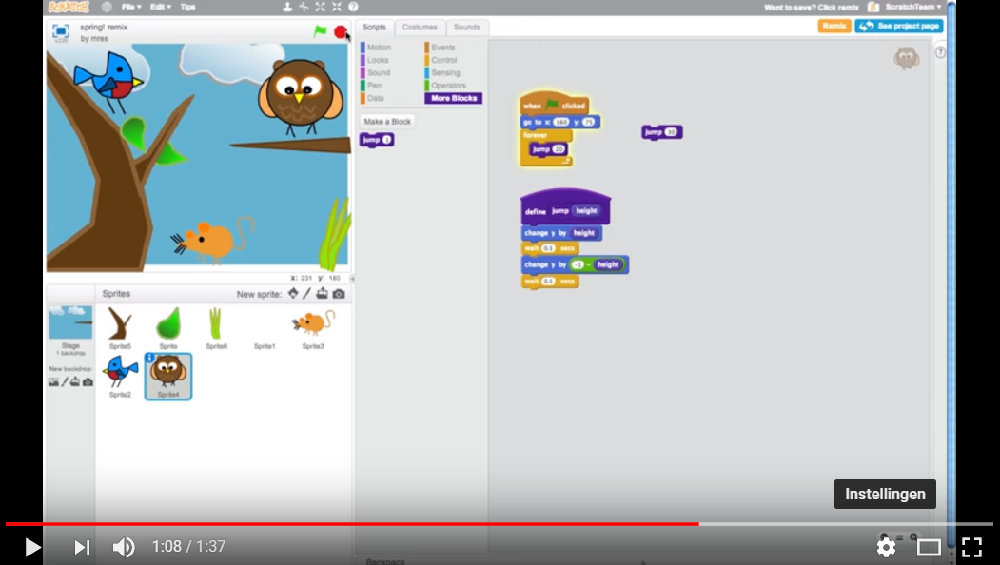 SCRATCH File Edit Tips Want to save? Click remix ScratchTeam
spring! remix
by mres
Scripts Costumes Sounds
Remix See project page
Motion Events
Looks Control
Sound Sensing
Pen Operators
Data More Blocks
Make a Block
jump 1
when clicked
go to x: 160 y: 75
forever
jump 20
jump 30
define jump height
change y by height
wait 0.5 secs
change y by -1 * height
wait 0.5 secs
x: 231 y: 180
Sprites New sprite:
Stage
1 backdrop
New backdrop:
Sprite5 Sprite Sprite6 Sprite1 Sprite3
Sprite2 Sprite4
Instellingen
1:08 / 1:37
Backpack